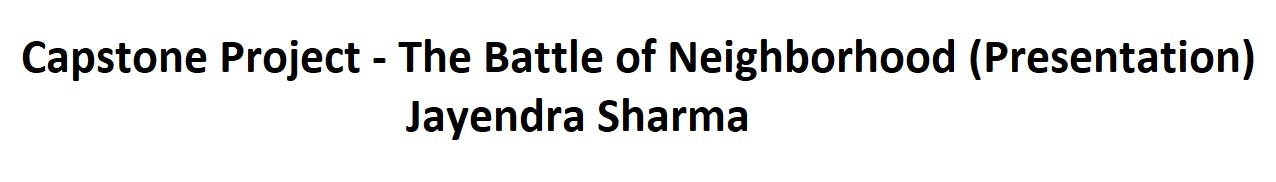 Capstone Project - The Battle of Neighborhood (Presentation)
Jayendra Sharma